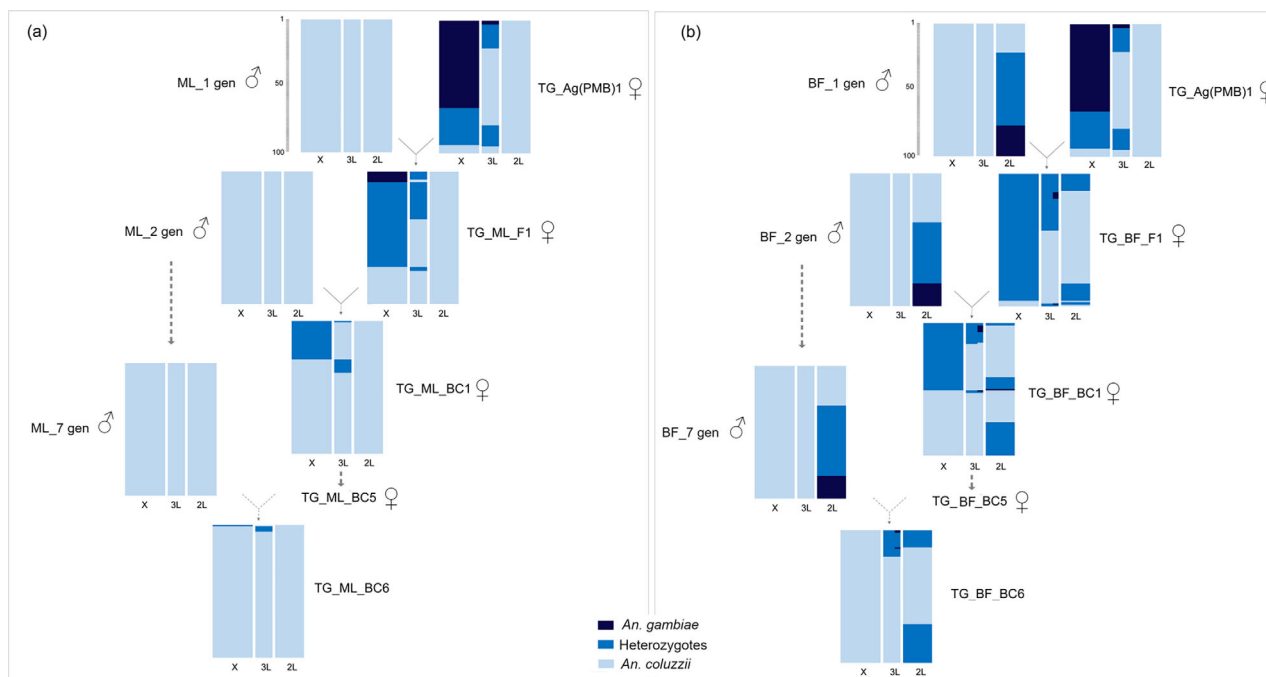 (a)
1
50
100
ML_1 gen ♂
X 3L 2L
X 3L 2L
TG_Ag(PMB)1 ♀
ML_2 gen ♂
X 3L 2L
X 3L 2L
TG_ML_F1 ♀
ML_7 gen ♂
X 3L 2L
X 3L 2L
TG_ML_BC1 ♀
TG_ML_BC5 ♀
X 3L 2L
TG_ML_BC6
(b)
1
50
100
BF_1 gen ♂
X 3L 2L
X 3L 2L
TG_Ag(PMB)1 ♀
BF_2 gen ♂
X 3L 2L
X 3L 2L
TG_BF_F1 ♀
BF_7 gen ♂
X 3L 2L
X 3L 2L
TG_BF_BC1 ♀
TG_BF_BC5 ♀
X 3L 2L
TG_BF_BC6
An. gambiae
Heterozygotes
An. coluzzii